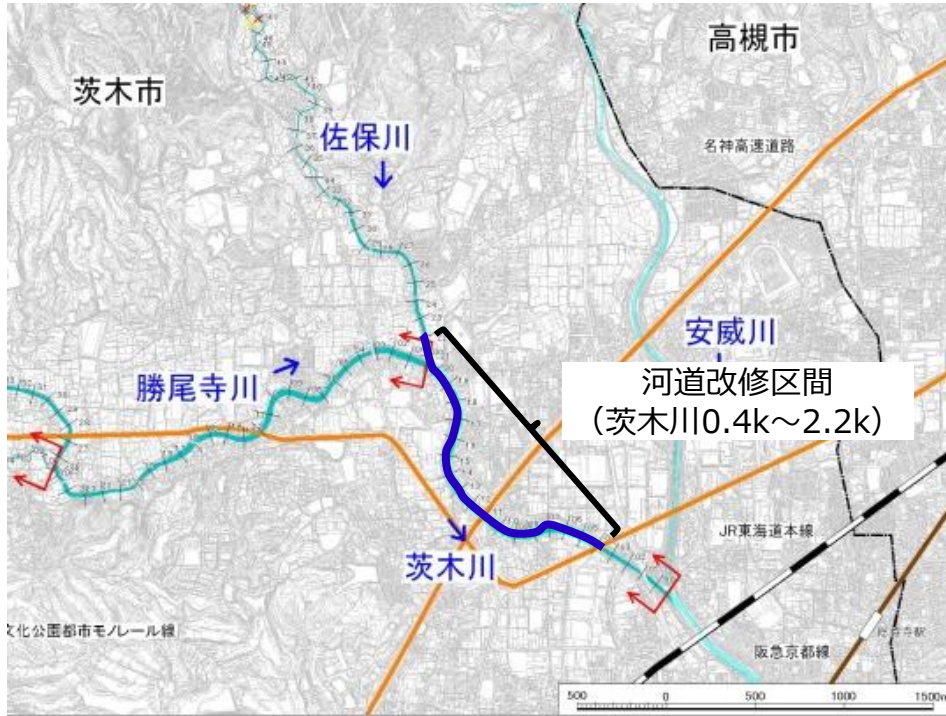 高槻市
茨木市
佐保川
名神高速道路
安威川
勝尾寺川
河道改修区間
（茨木川0.4k～2.2k）
茨木川
JR東海道本線
文化公園都市モノレール線
阪急京都線
500
0
500
1000
1500m